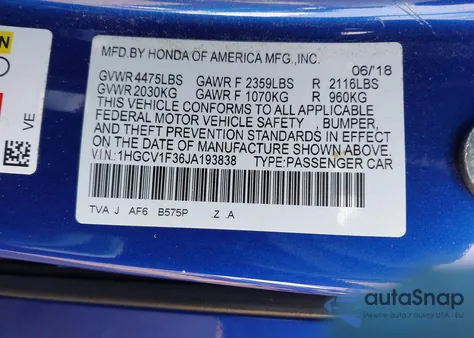 MFD.BY HONDA OF AMERICA MFG.,INC.
06/'18
GVWR 4475LBS GAWR F 2359LBS R 2116LBS
GVWR 2030KG GAWR F 1070KG R 960KG
THIS VEHICLE CONFORMS TO ALL APPLICABLE
FEDERAL MOTOR VEHICLE SAFETY , BUMPER,
AND THEFT PREVENTION STANDARDS IN EFFECT
ON THE DATE OF MANUFACTURE SHOWN ABOVE.
V.I.N.:1HGCV1F36JA193838 TYPE:PASSENGER CAR
TVA J AF6 B575P .Z .A
VE
autoSnap